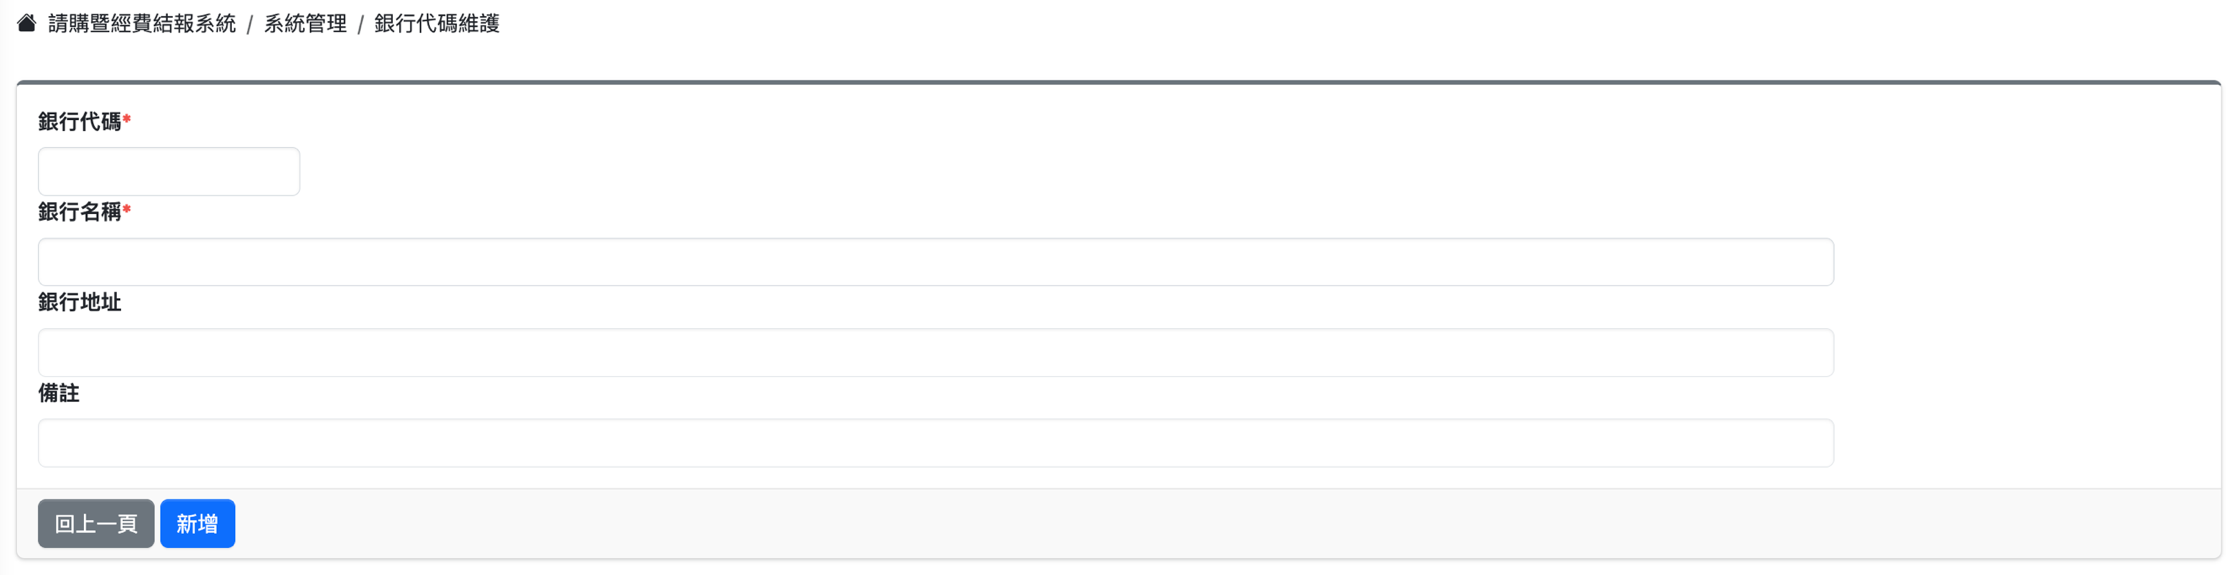 請購暨經費結報系統 / 系統管理 / 銀行代碼維護
銀行代碼*
銀行名稱*
銀行地址
備註
回上一頁 新增